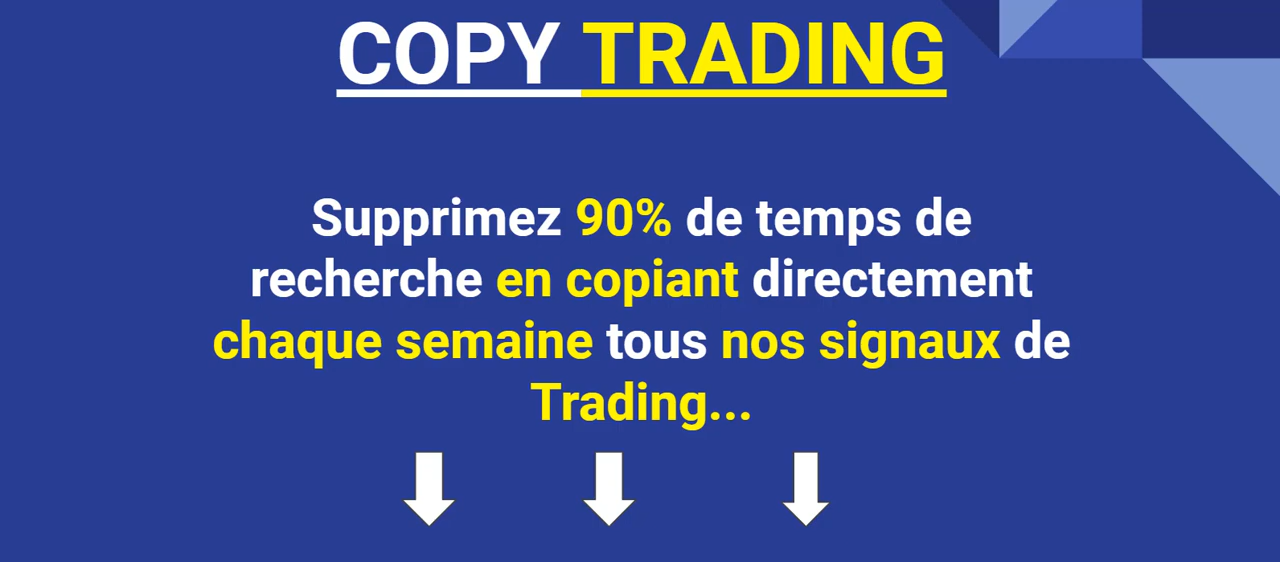 COPY TRADING
Supprimez 90% de temps de
recherche en copiant directement
chaque semaine tous nos signaux de
Trading...